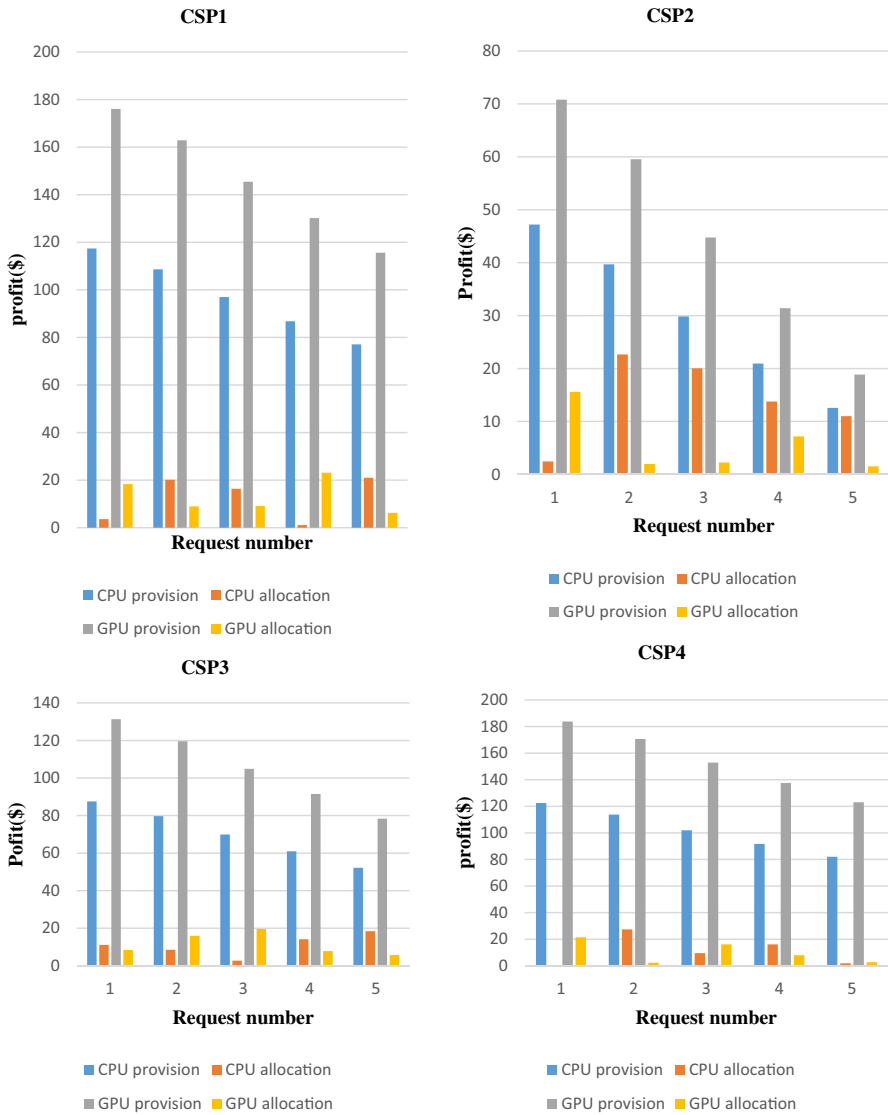 CSP1
200
180
160
140
120
100
80
60
40
20
0
profit($)
Request number
CPU provision CPU allocation
GPU provision GPU allocation
CSP2
80
70
60
50
40
30
20
10
0
Profit($)
1 2 3 4 5
Request number
CPU provision CPU allocation
GPU provision GPU allocation
CSP3
140
120
100
80
60
40
20
0
Pofit($)
1 2 3 4 5
Request number
CPU provision CPU allocation
GPU provision GPU allocation
CSP4
200
180
160
140
120
100
80
60
40
20
0
profit($)
1 2 3 4 5
Request number
CPU provision CPU allocation
GPU provision GPU allocation